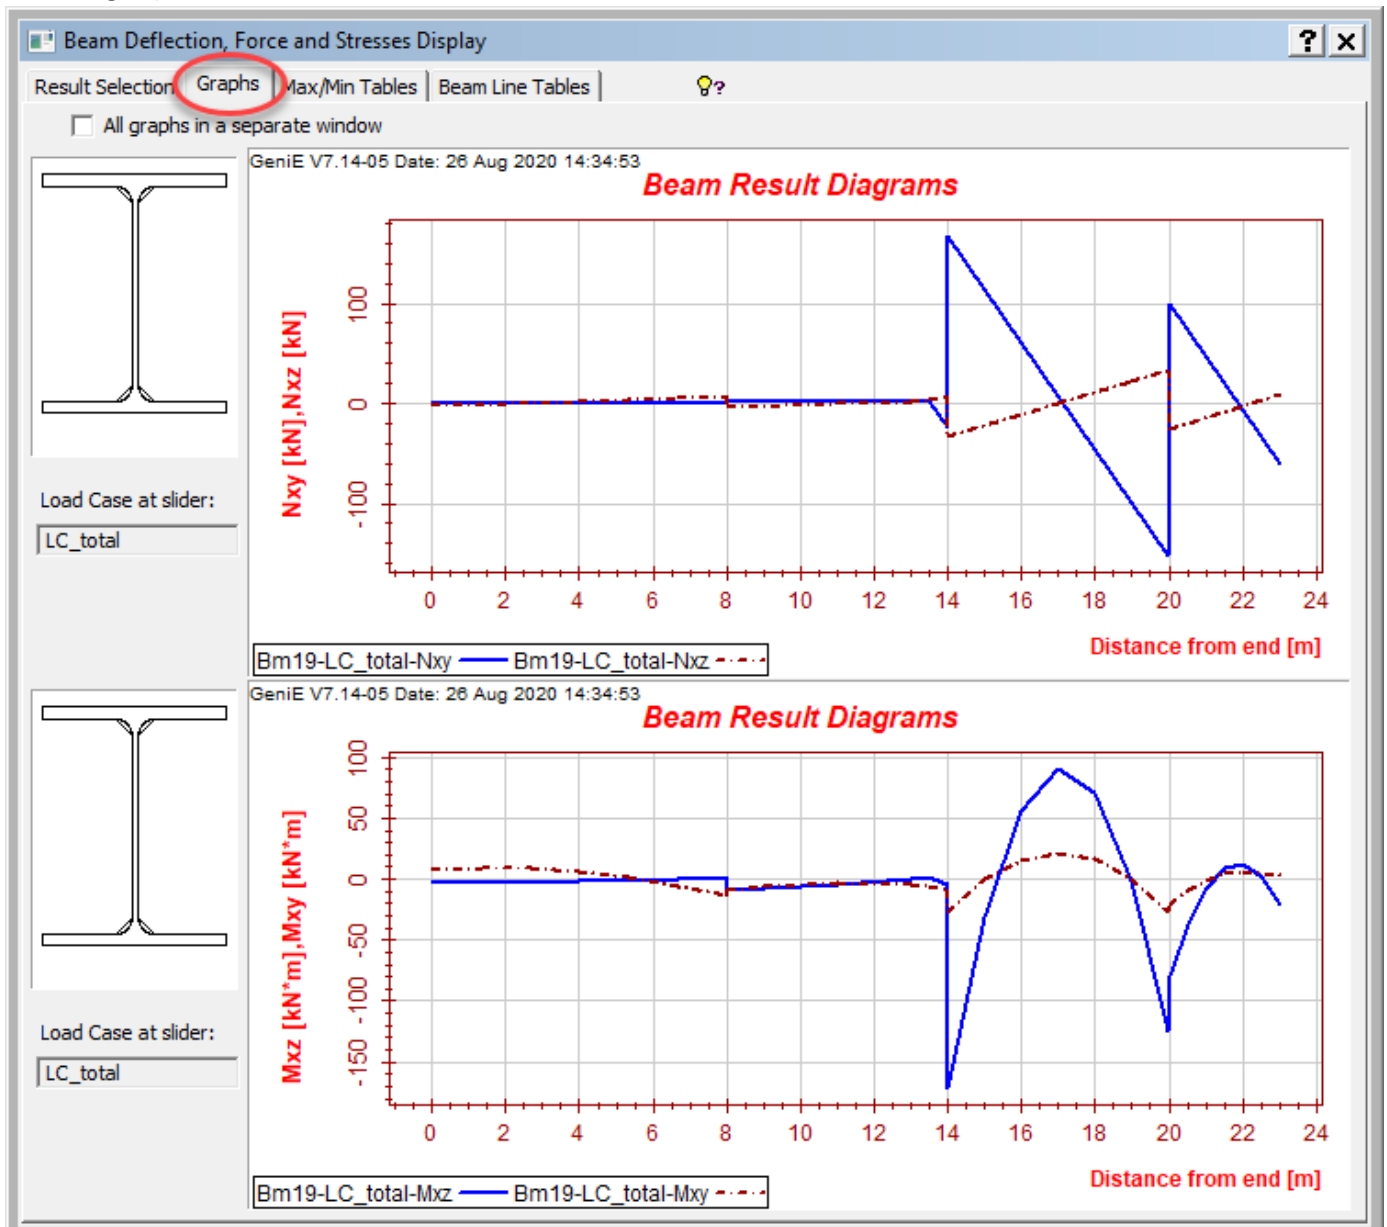 Beam Deflection, Force and Stresses Display
? x
Result Selection Graphs Max/Min Tables Beam Line Tables ?
All graphs in a separate window
GeniE V7.14-05 Date: 26 Aug 2020 14:34:53
Beam Result Diagrams
Nxy [kN],Nxz [kN]
100
0
-100
0 2 4 6 8 10 12 14 16 18 20 22 24
Distance from end [m]
Bm19-LC_total-Nxy Bm19-LC_total-Nxz
Load Case at slider:
LC_total
GeniE V7.14-05 Date: 26 Aug 2020 14:34:53
Beam Result Diagrams
Mxz [kN*m],Mxy [kN*m]
100
50
0
-50
-100
-150
0 2 4 6 8 10 12 14 16 18 20 22 24
Distance from end [m]
Bm19-LC_total-Mxz Bm19-LC_total-Mxy
Load Case at slider:
LC_total